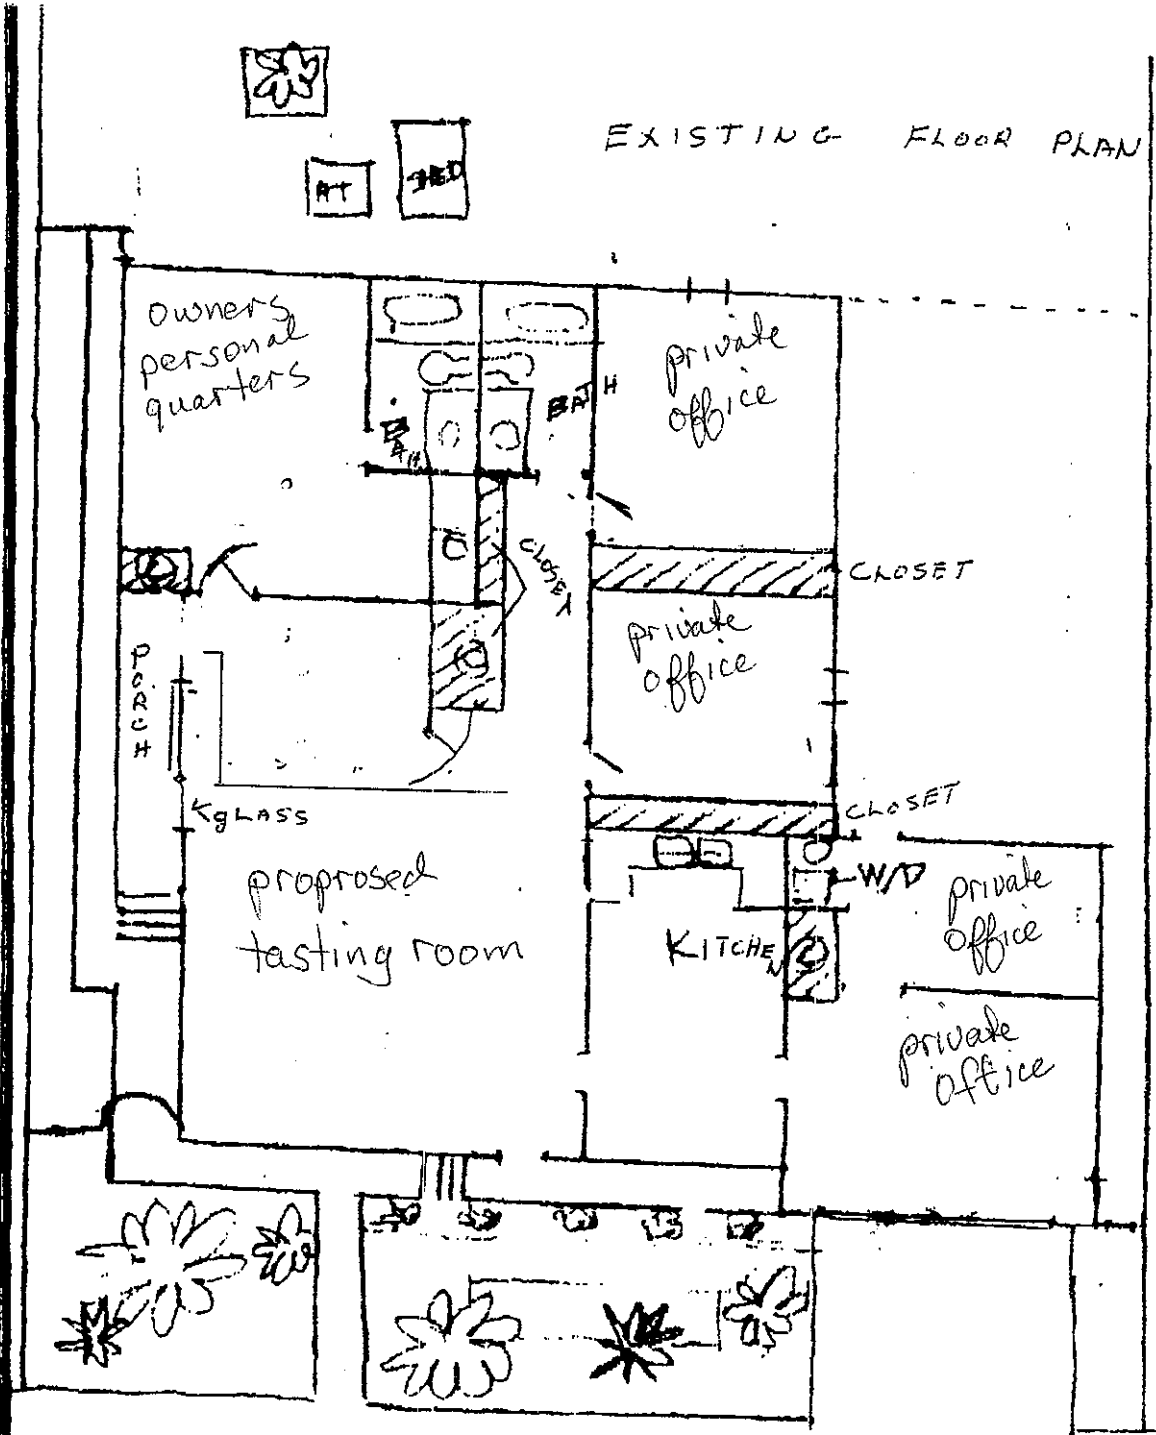 EXISTING FLOOR PLAN
SHED
owners
personal
quarters
private
office
BATH
BATH
CLOSET
CLOSET
private
office
PORCH
GLASS
CLOSET
proprosed
tasting room
W/D
KITCHEN
private
office
private
office